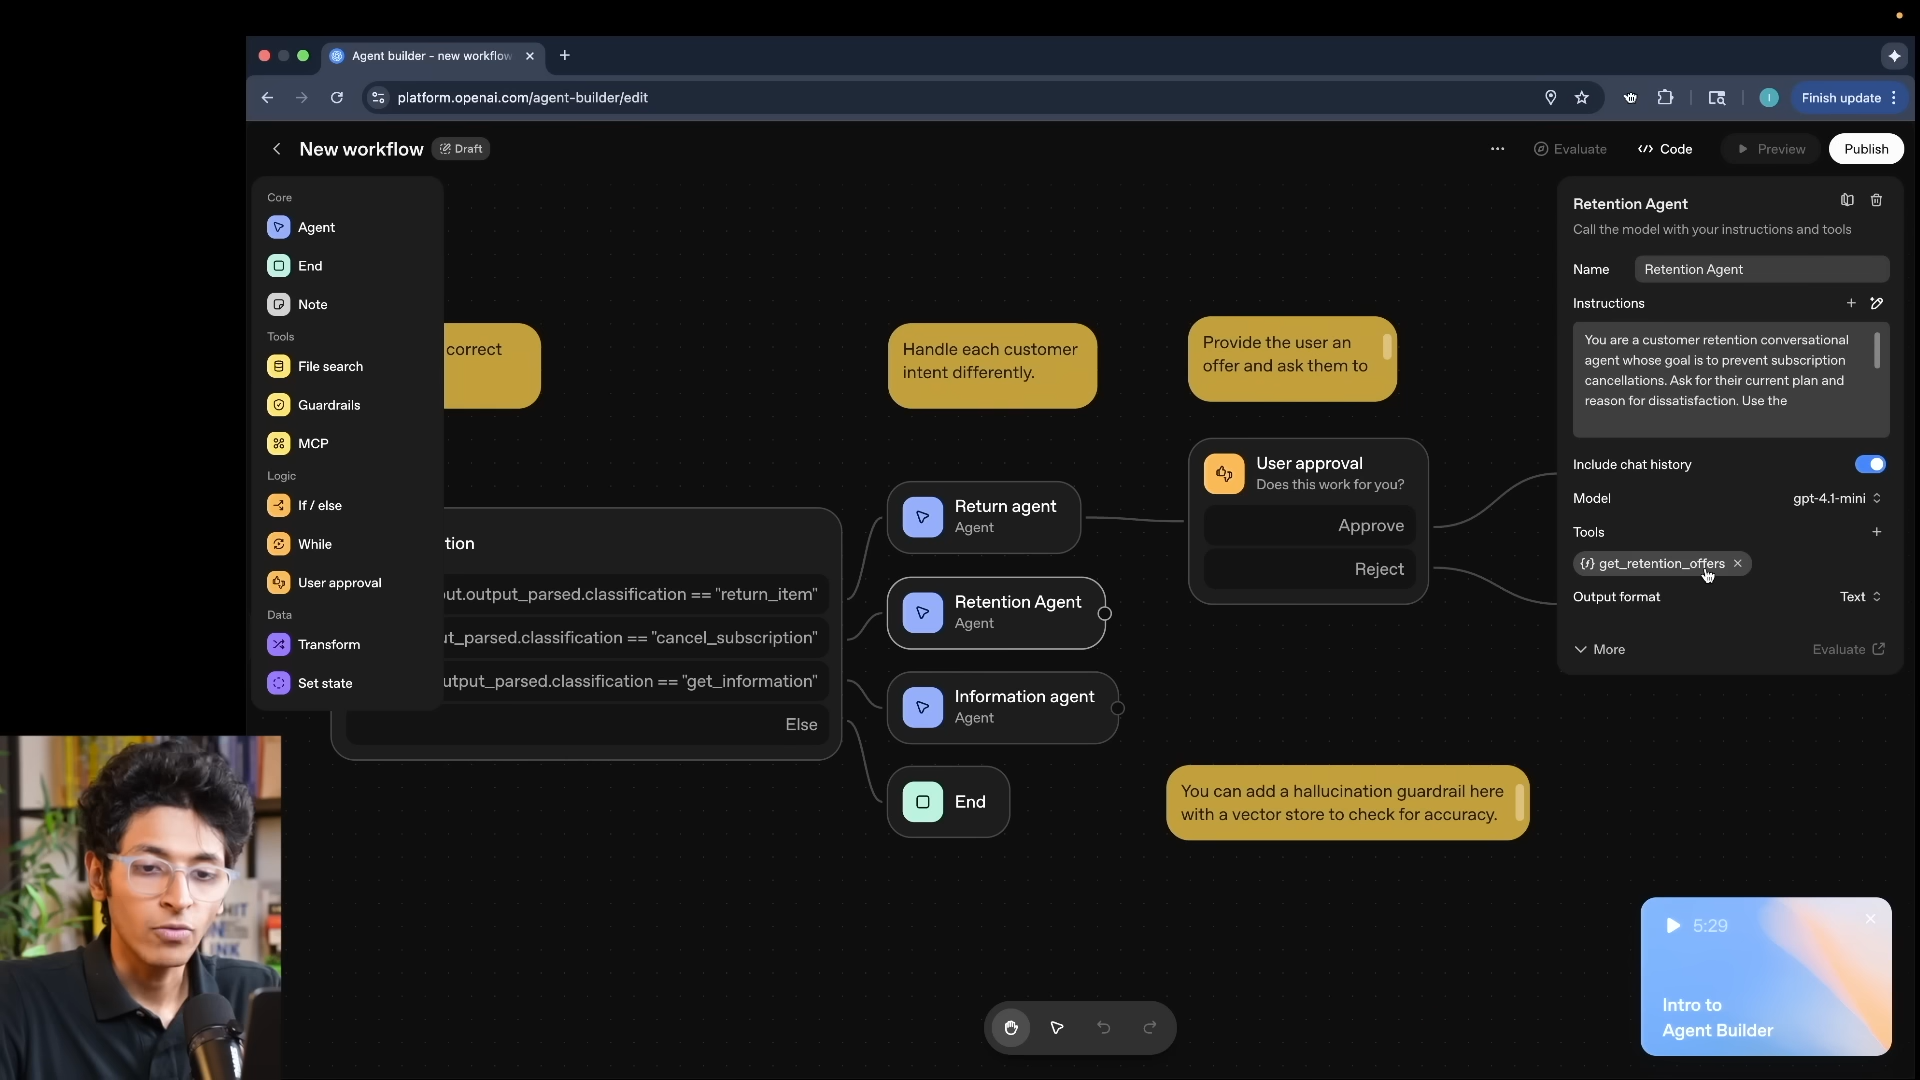 Agent builder - new workflow
platform.openai.com/agent-builder/edit
Finish update
New workflow
Draft
Evaluate
Code
Preview
Publish
Core
Agent
End
Note
Tools
File search
Guardrails
MCP
Logic
If / else
While
User approval
Data
Transform
Set state
correct
Handle each customer
intent differently.
Provide the user an
offer and ask them to
tion
out.output_parsed.classification == "return_item"
ut_parsed.classification == "cancel_subscription"
utput_parsed.classification == "get_information"
Else
Return agent
Agent
Retention Agent
Agent
Information agent
Agent
End
User approval
Does this work for you?
Approve
Reject
You can add a hallucination guardrail here
with a vector store to check for accuracy.
Retention Agent
Call the model with your instructions and tools
Name
Retention Agent
Instructions
You are a customer retention conversational
agent whose goal is to prevent subscription
cancellations. Ask for their current plan and
reason for dissatisfaction. Use the
Include chat history
Model
gpt-4.1-mini
Tools
get_retention_offers
Output format
Text
More
Evaluate
5:29
Intro to
Agent Builder